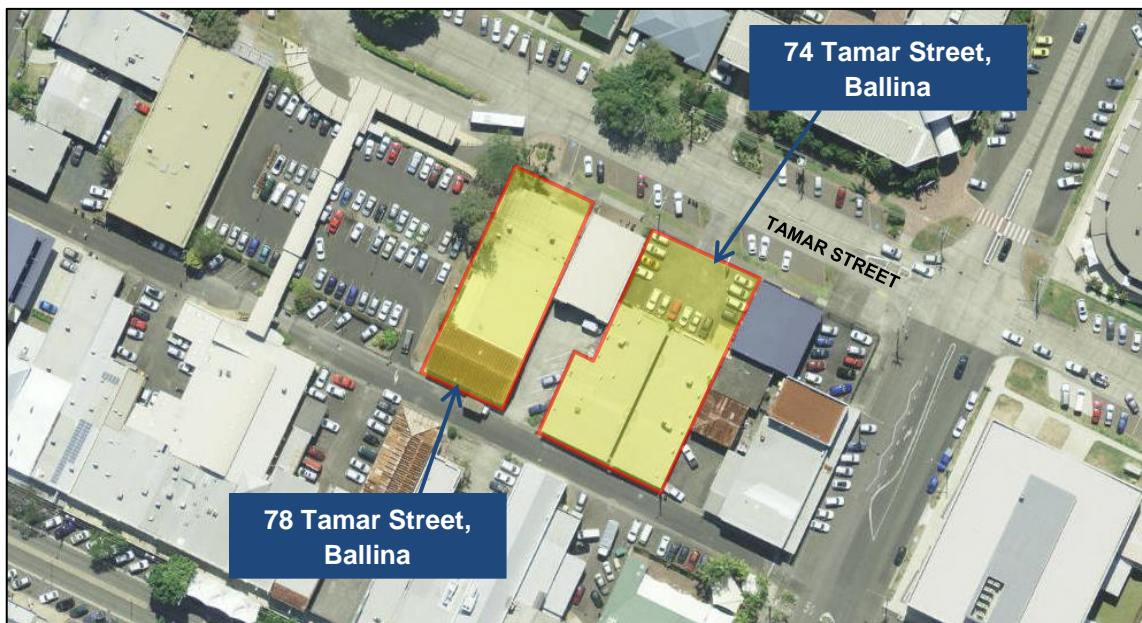 74 Tamar Street,
Ballina
TAMAR STREET
78 Tamar Street,
Ballina